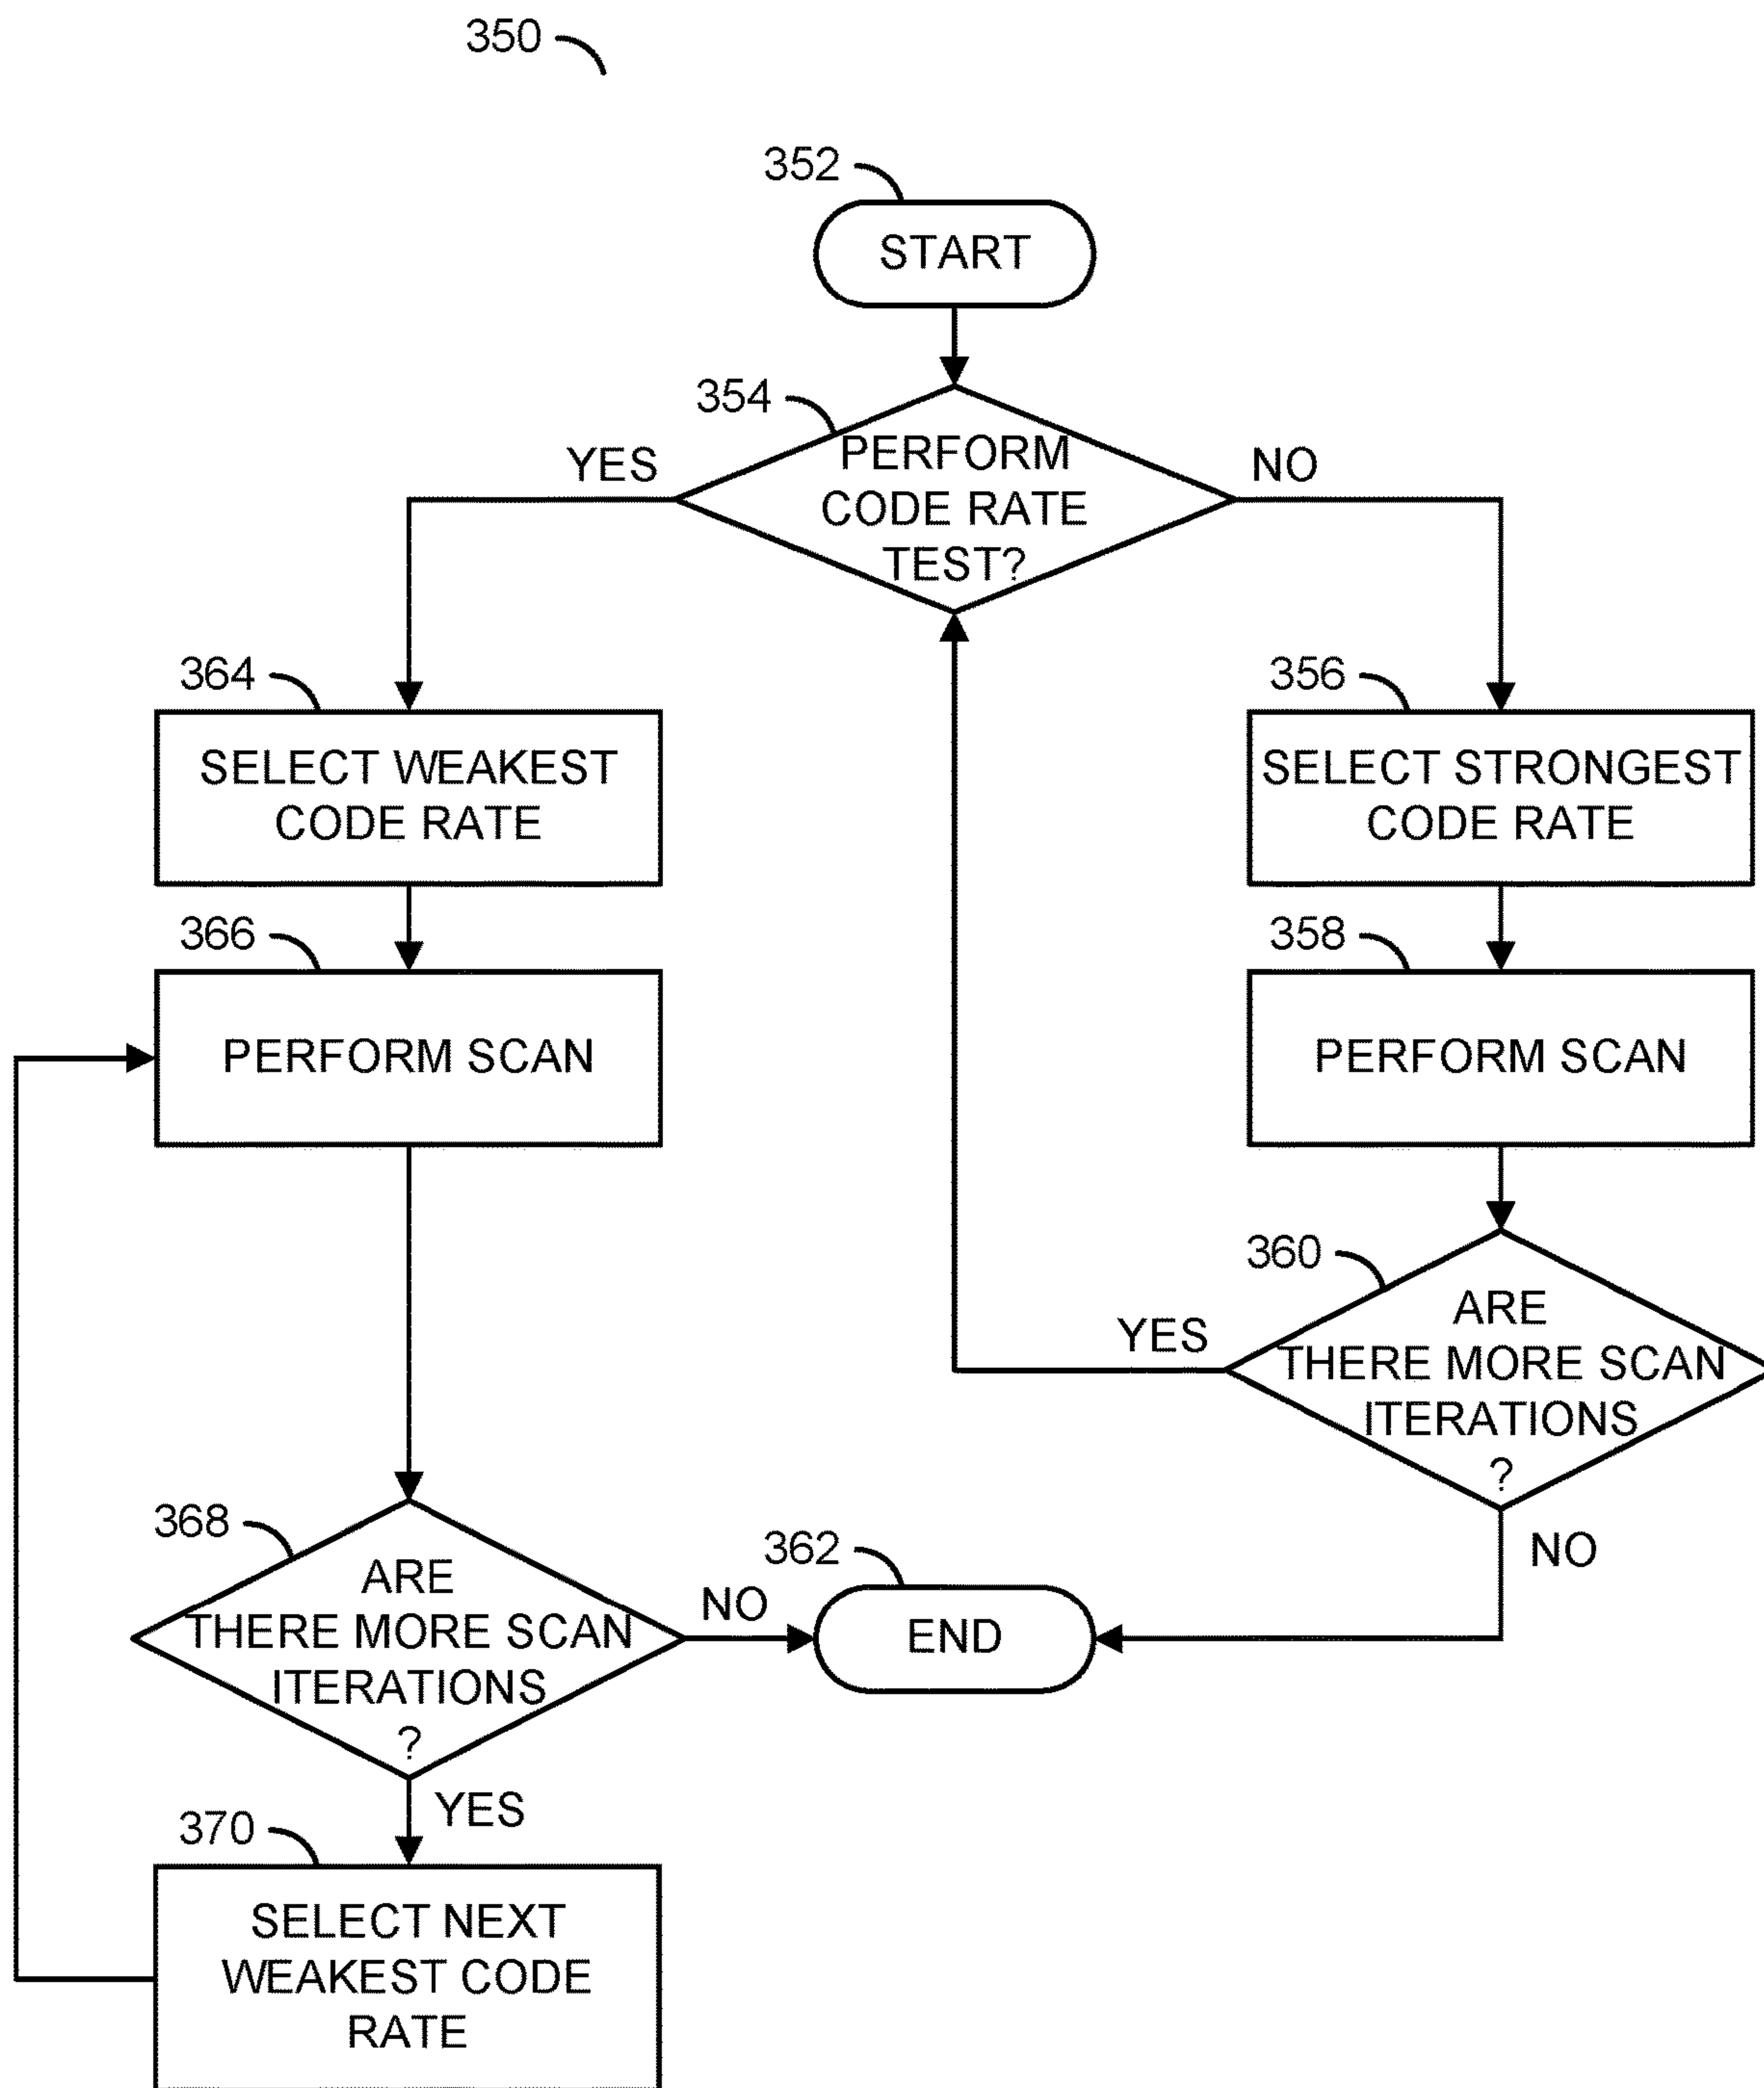 350
352
START
354
PERFORM
CODE RATE
TEST?
YES
NO
364
SELECT WEAKEST
CODE RATE
356
SELECT STRONGEST
CODE RATE
366
PERFORM SCAN
358
PERFORM SCAN
360
ARE
THERE MORE SCAN
ITERATIONS
?
YES
NO
368
ARE
THERE MORE SCAN
ITERATIONS
?
NO
362
END
YES
370
SELECT NEXT
WEAKEST CODE
RATE